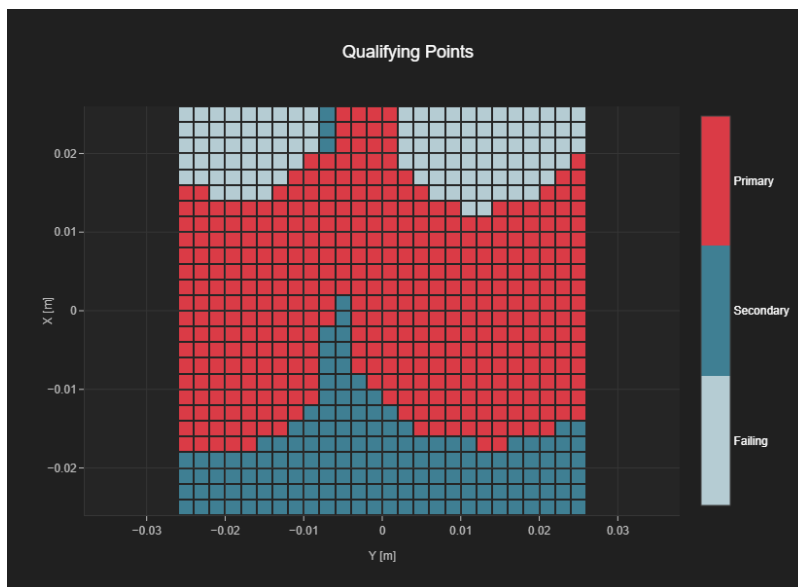 Qualifying Points
0.02
0.01
0
−0.01
−0.02
X [m]
−0.03
−0.02
−0.01
0
0.01
0.02
0.03
Y [m]
Primary
Secondary
Failing